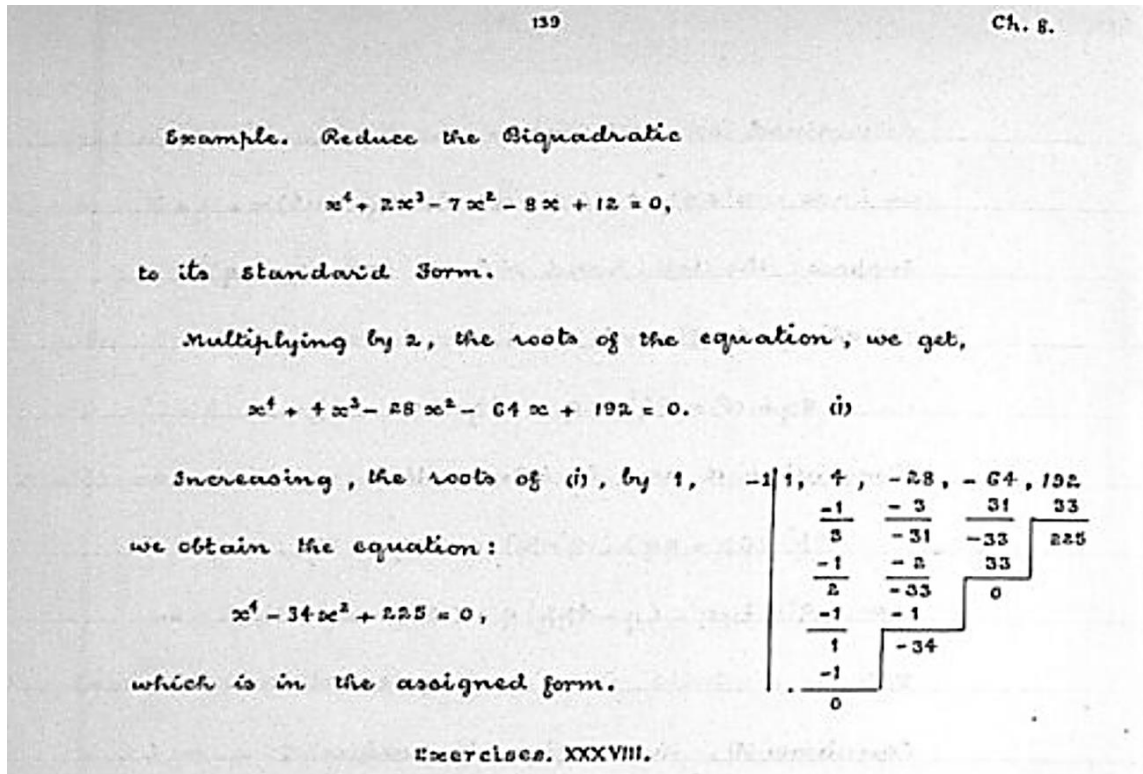 139 Ch. 8.
Example. Reduce the Biquadratic
x⁴ + 2x³ - 7x² - 8x + 12 = 0,
to its Standard Form.
Multiplying by 2, the roots of the equation, we get,
x⁴ + 4x³ - 28x² - 64x + 192 = 0. (i)
Increasing, the roots of (i), by 1, -1| 1, 4, -28, -64, 192
-1 -3 31 33
we obtain the equation: 3 -31 -33 225
-1 -2 33
2 -33 0
x⁴ - 34x² + 225 = 0, -1 -1
1 -34
which is in the assigned form. -1
0
Exercises. XXXVIII.